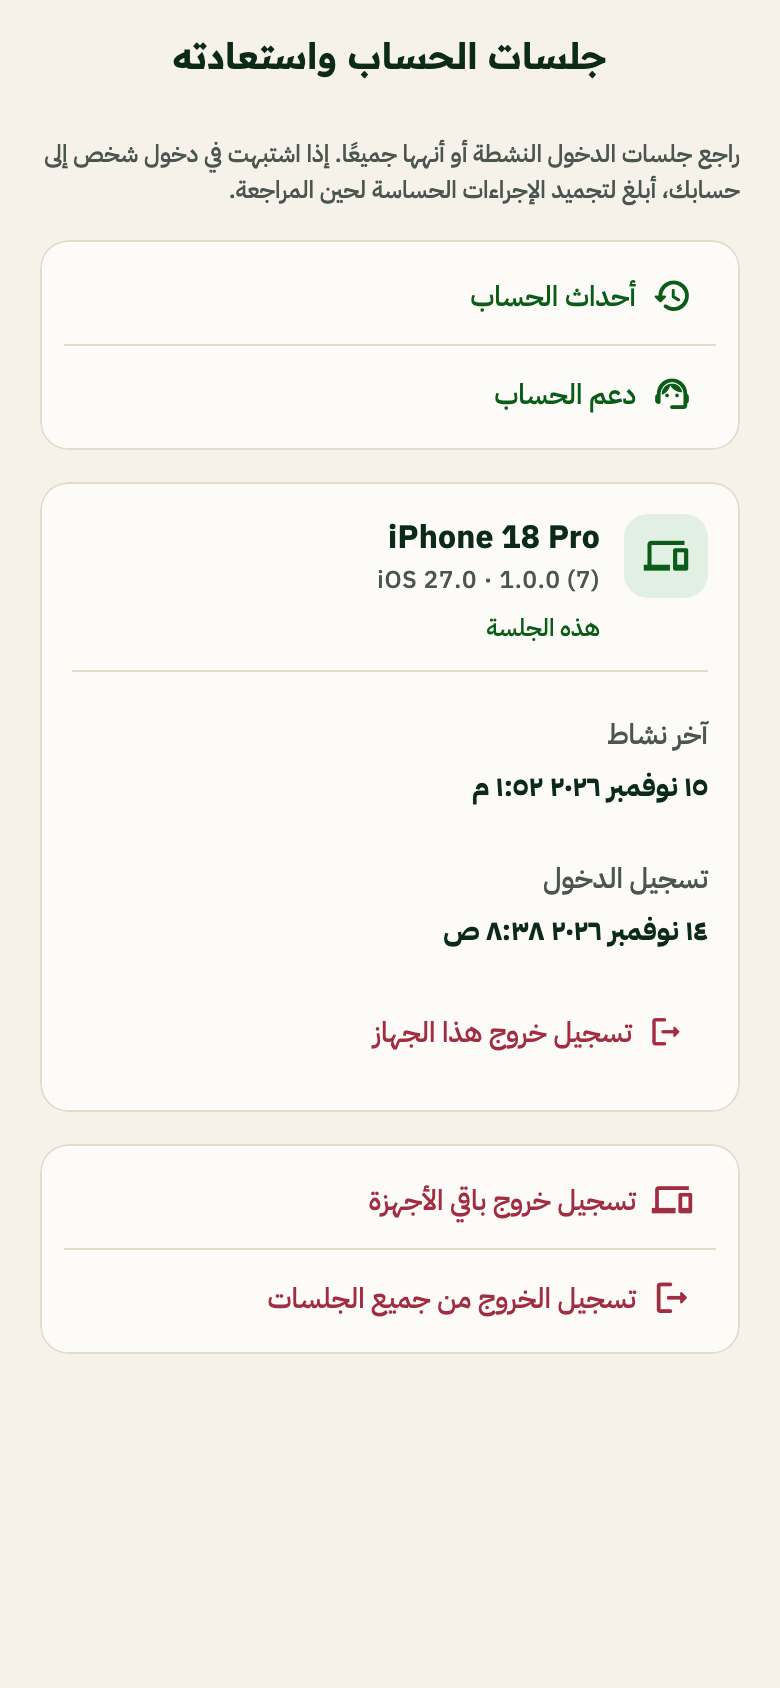 جلسات الحساب واستعادته
راجع جلسات الدخول النشطة أو أنهها جميعًا. إذا اشتبهت في دخول شخص إلى
حسابك، أبلغ لتجميد الإجراءات الحساسة لحين المراجعة.
أحداث الحساب
دعم الحساب
iPhone 18 Pro
iOS 27.0 · 1.0.0 (7)
هذه الجلسة
آخر نشاط
١٥ نوفمبر ٢٠٢٦ ١:٥٢ م
تسجيل الدخول
١٤ نوفمبر ٢٠٢٦ ٨:٣٨ ص
تسجيل خروج هذا الجهاز
تسجيل خروج باقي الأجهزة
تسجيل الخروج من جميع الجلسات